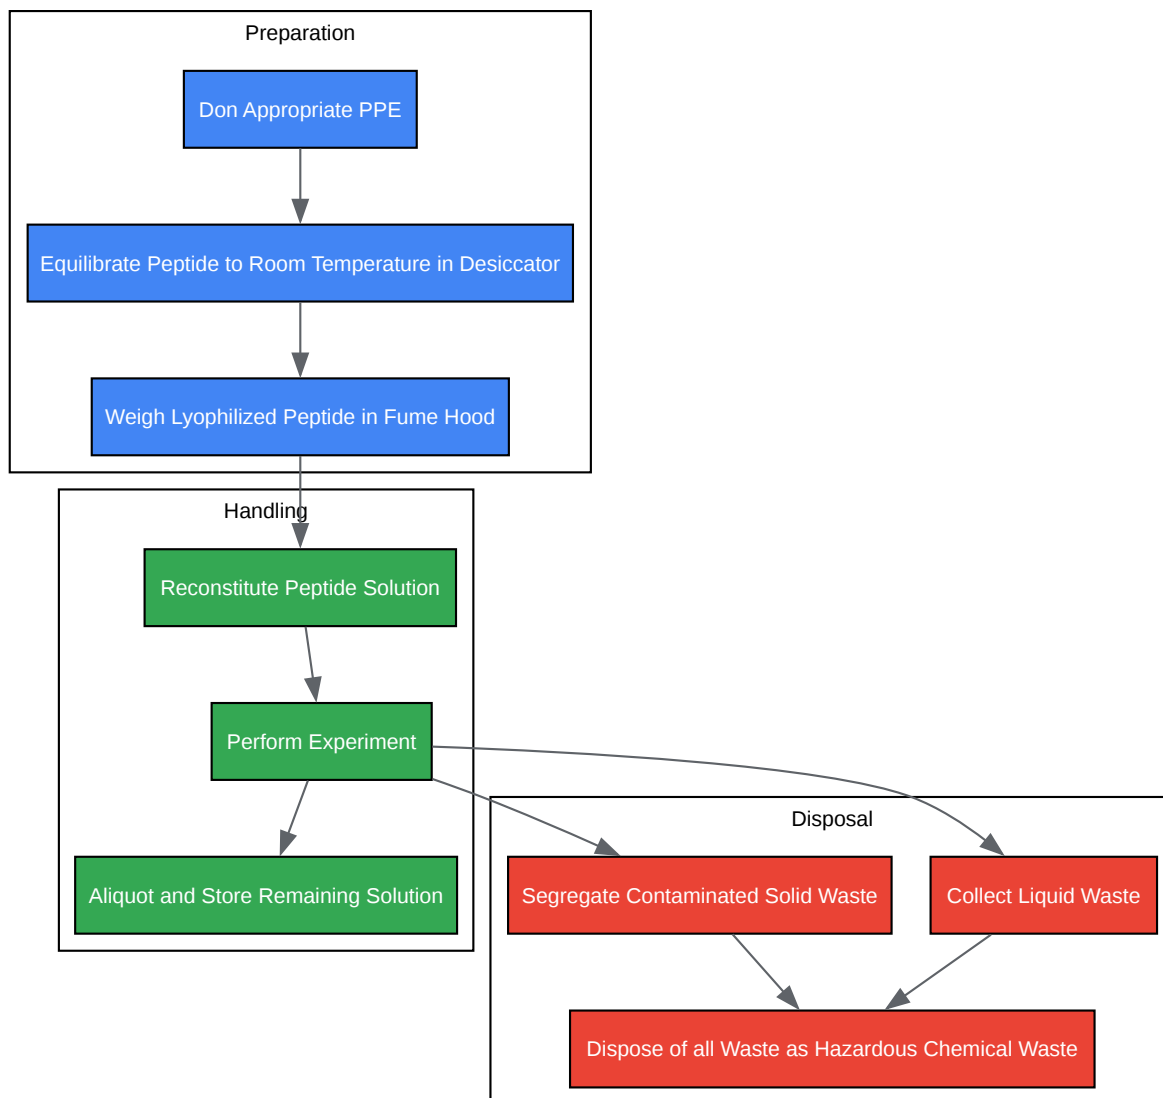 Preparation
Don Appropriate PPE
Equilibrate Peptide to Room Temperature in Desiccator
Weigh Lyophilized Peptide in Fume Hood
Handling
Reconstitute Peptide Solution
Perform Experiment
Aliquot and Store Remaining Solution
Disposal
Segregate Contaminated Solid Waste
Collect Liquid Waste
Dispose of all Waste as Hazardous Chemical Waste